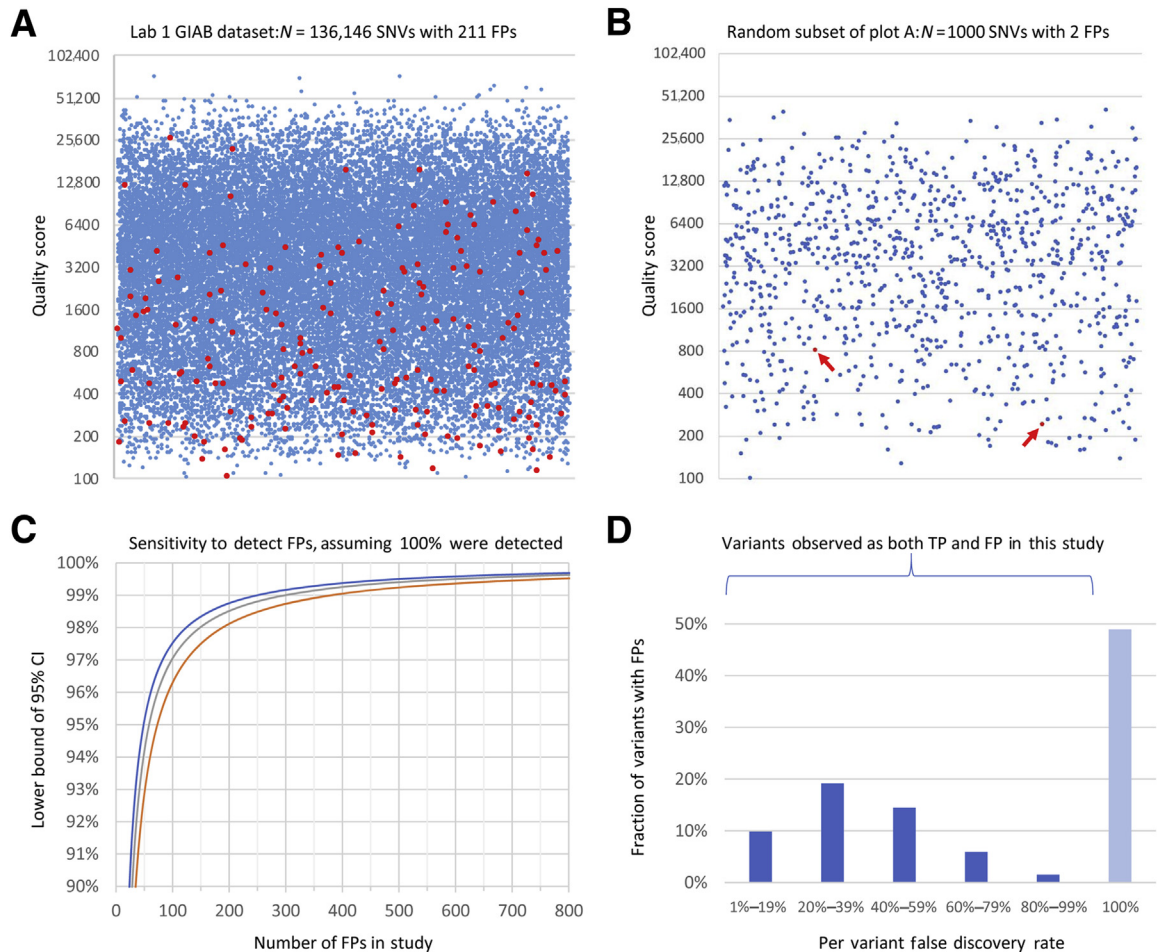 A
Lab 1 GIAB dataset:N = 136,146 SNVs with 211 FPs
Quality score
102,400
51,200
25,600
12,800
6400
3200
1600
800
400
200
100
B
Random subset of plot A:N=1000 SNVs with 2 FPs
Quality score
102,400
51,200
25,600
12,800
6400
3200
1600
800
400
200
100
C
Sensitivity to detect FPs, assuming 100% were detected
Lower bound of 95% CI
100%
99%
98%
97%
96%
95%
94%
93%
92%
91%
90%
0 100 200 300 400 500 600 700 800
Number of FPs in study
D
Variants observed as both TP and FP in this study
Fraction of variants with FPs
50%
40%
30%
20%
10%
0%
1%–19% 20%–39% 40%–59% 60%–79% 80%–99% 100%
Per variant false discovery rate